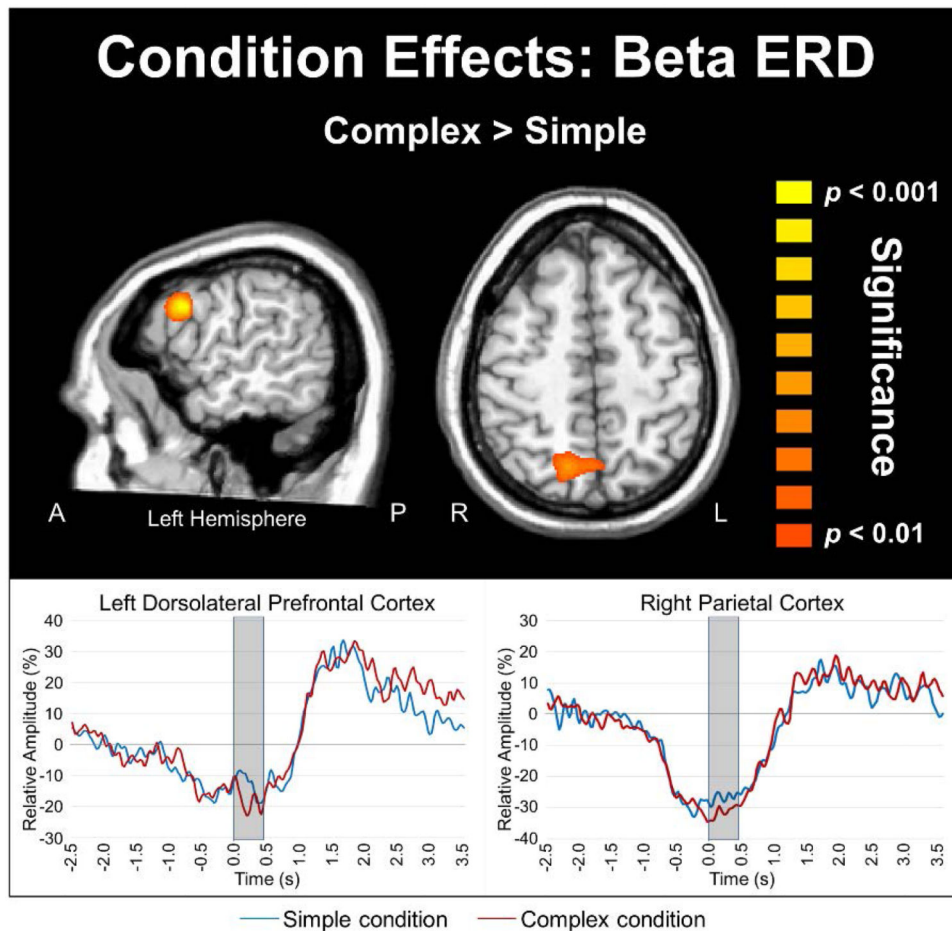 Condition Effects: Beta ERD
Complex > Simple
p < 0.001
Significance
p < 0.01
A
Left Hemisphere
P
R
L
Left Dorsolateral Prefrontal Cortex
Relative Amplitude (%)
40
30
20
10
0
-10
-20
-30
-2.5 -2.0 -1.5 -1.0 -0.5 0.0 0.5 1.0 1.5 2.0 2.5 3.0 3.5
Time (s)
Right Parietal Cortex
Relative Amplitude (%)
30
20
10
0
-10
-20
-30
-40
-2.5 -2.0 -1.5 -1.0 -0.5 0.0 0.5 1.0 1.5 2.0 2.5 3.0 3.5
Time (s)
Simple condition Complex condition